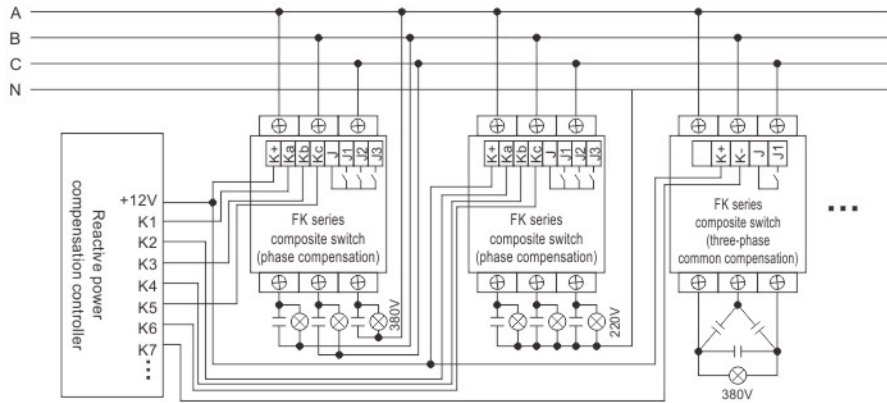 A
B
C
N
Reactive power
compensation controller
+12V
K1
K2
K3
K4
K5
K6
K7
K+
Ka
Kb
Kc
J
J1
J2
J3
FK series
composite switch
(phase compensation)
380V
K+
Ka
Kb
Kc
J
J1
J2
J3
FK series
composite switch
(phase compensation)
220V
K+
K-
J
J1
FK series
composite switch
(three-phase
common compensation)
380V